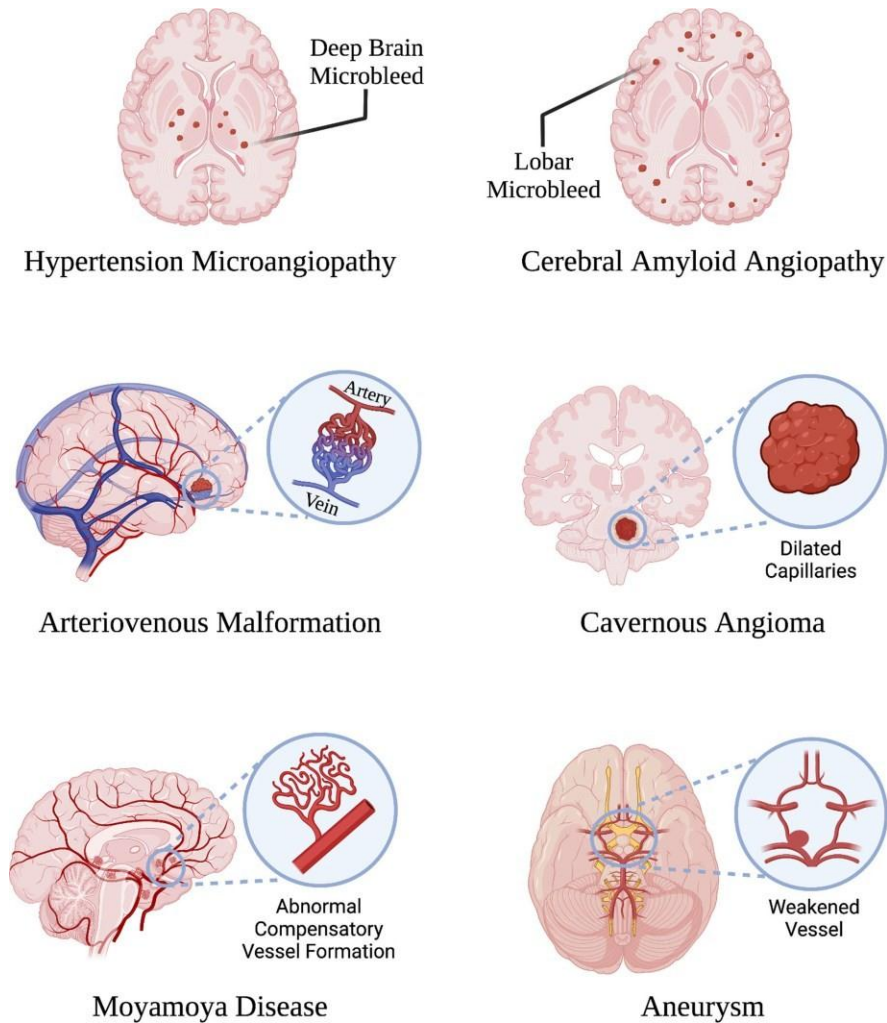 Deep Brain
Microbleed
Lobar
Microbleed
Hypertension Microangiopathy
Cerebral Amyloid Angiopathy
Artery
Vein
Dilated
Capillaries
Arteriovenous Malformation
Cavernous Angioma
Abnormal
Compensatory
Vessel Formation
Weakened
Vessel
Moyamoya Disease
Aneurysm